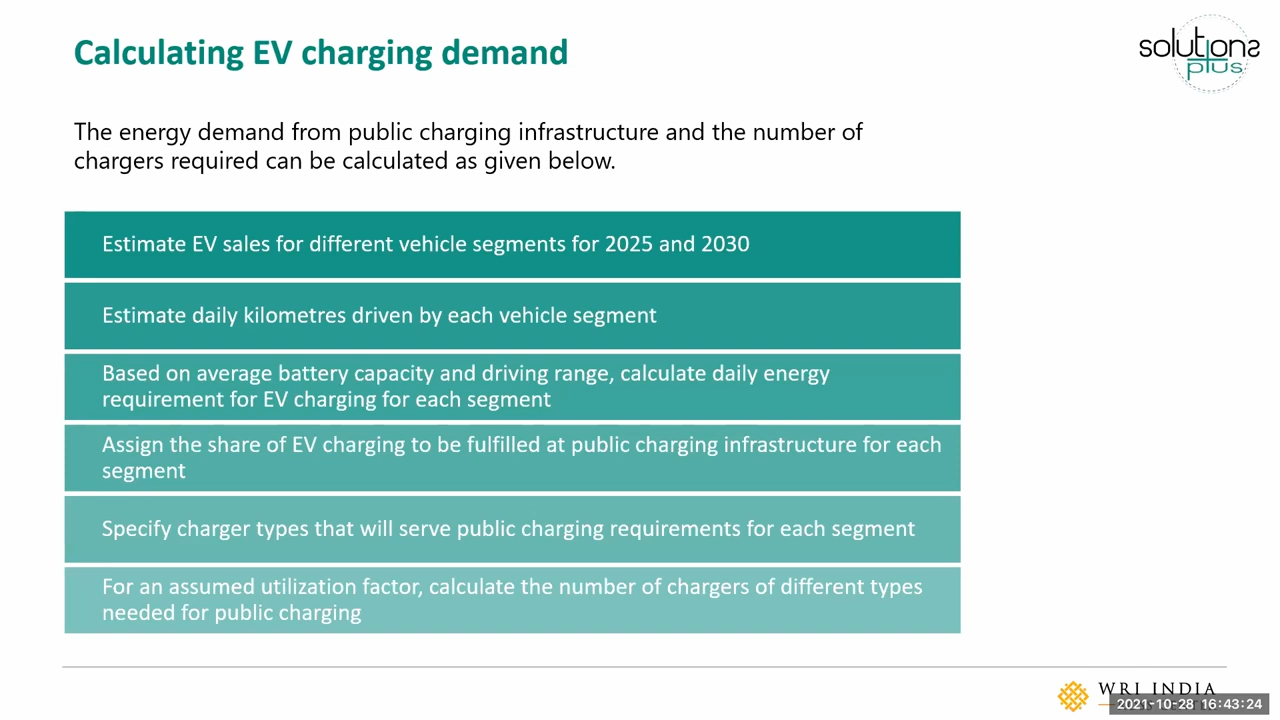 Calculating EV charging demand
solutions
plus
The energy demand from public charging infrastructure and the number of
chargers required can be calculated as given below.
Estimate EV sales for different vehicle segments for 2025 and 2030
Estimate daily kilometres driven by each vehicle segment
Based on average battery capacity and driving range, calculate daily energy
requirement for EV charging for each segment
Assign the share of EV charging to be fulfilled at public charging infrastructure for each
segment
Specify charger types that will serve public charging requirements for each segment
For an assumed utilization factor, calculate the number of chargers of different types
needed for public charging
WRI INDIA
2021-10-28 16:43:24